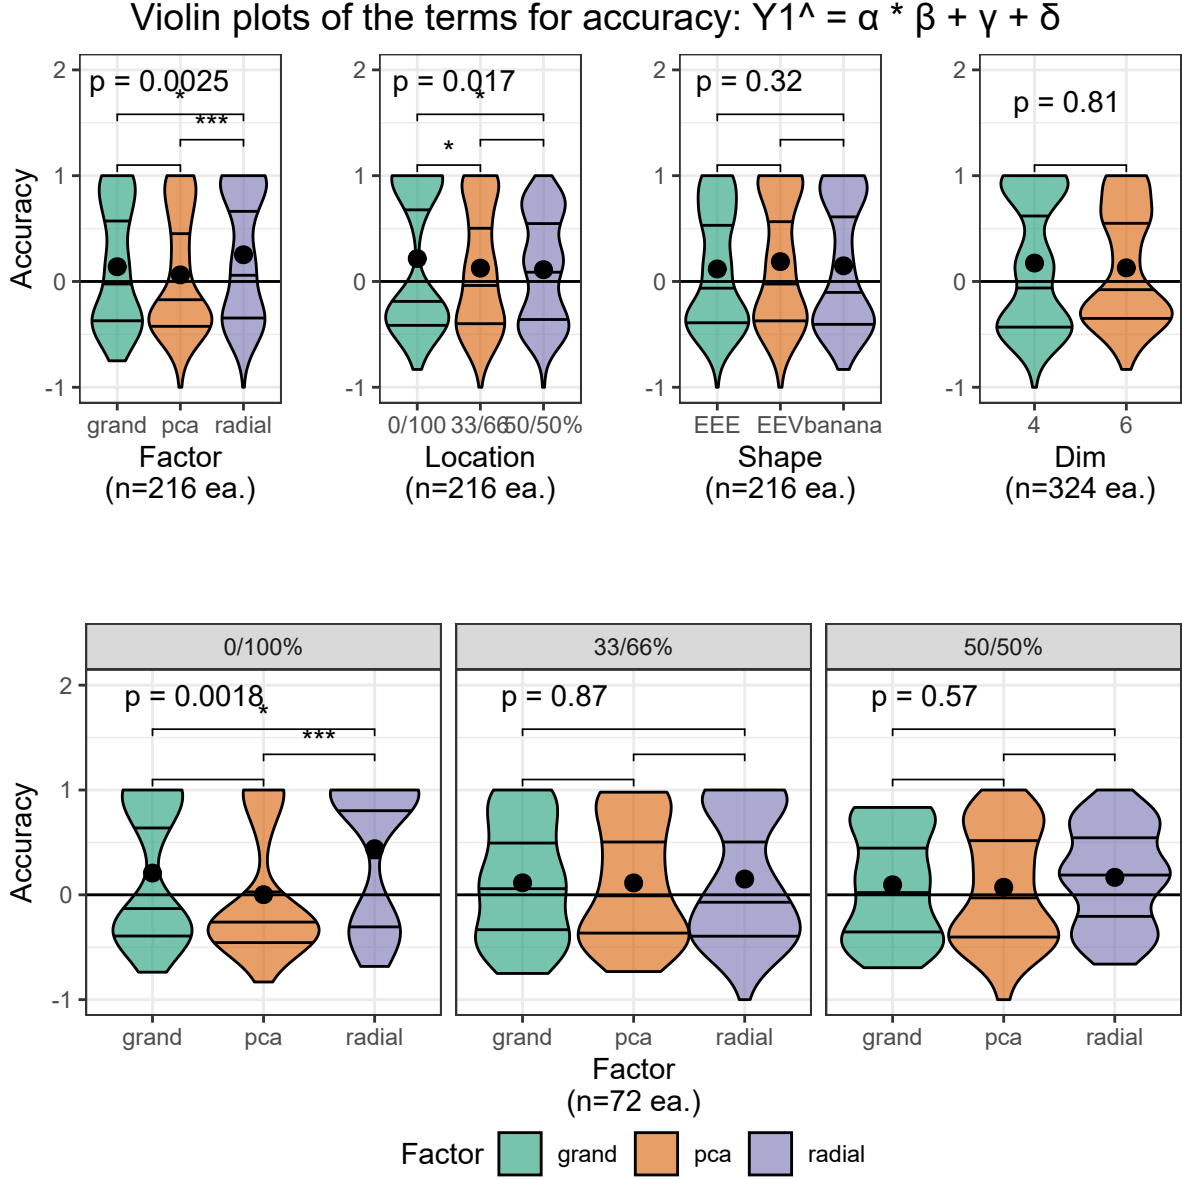 Violin plots of the terms for accuracy: Y1^ = α * β + γ + δ
Accuracy
2
1
0
-1
p = 0.0025
*
***
grand pca radial
Factor
(n=216 ea.)
2
1
0
-1
p = 0.017
*
*
0/100 33/66 50/50%
Location
(n=216 ea.)
2
1
0
-1
p = 0.32
EEE EEV banana
Shape
(n=216 ea.)
2
1
0
-1
p = 0.81
4 6
Dim
(n=324 ea.)
0/100% 33/66% 50/50%
Accuracy
2
1
0
-1
p = 0.0018
*
***
p = 0.87
p = 0.57
grand pca radial grand pca radial grand pca radial
Factor
(n=72 ea.)
Factor grand pca radial